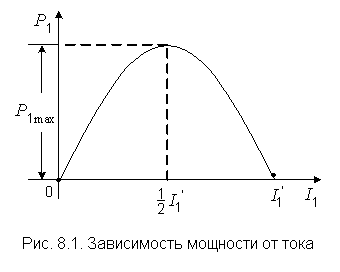 P₁
P₁max
0
½ I₁′
I₁′
I₁
Рис. 8.1. Зависимость мощности от тока